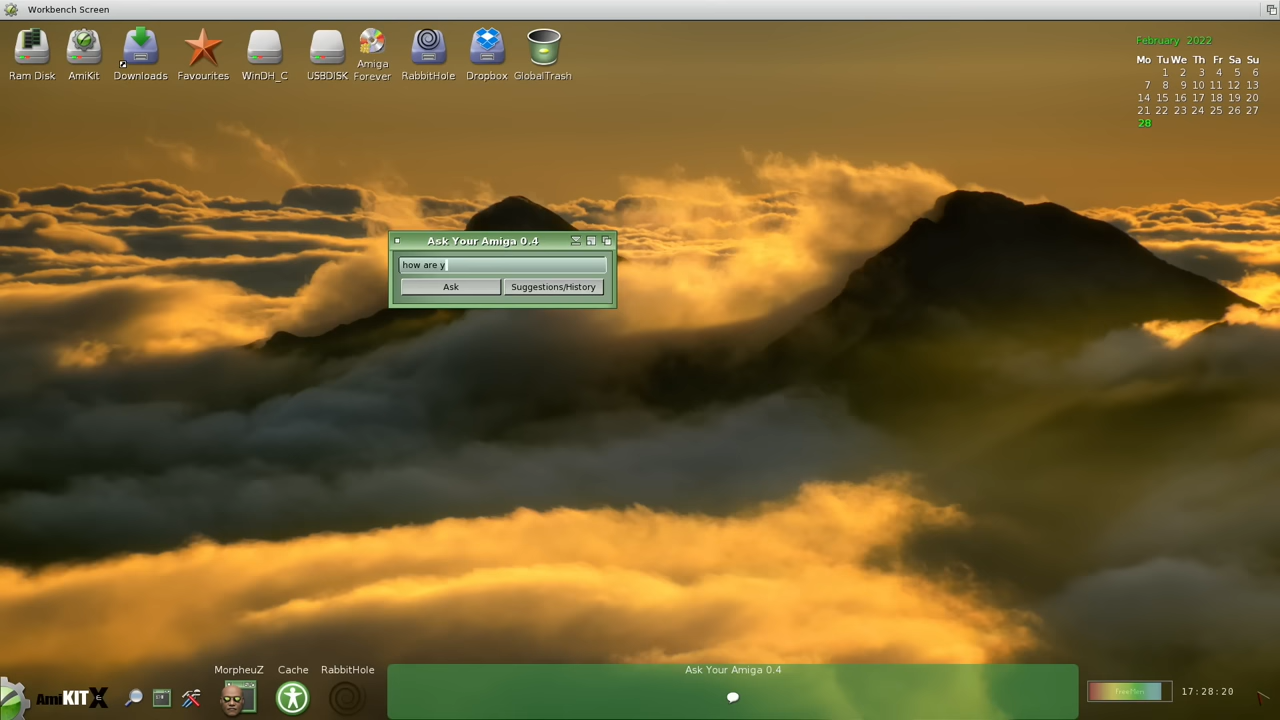 Workbench Screen
Ram Disk
AmiKit
Downloads
Favourites
WinDH_C
USBDISK
Amiga
Forever
RabbitHole
Dropbox
GlobalTrash
February 2022
Mo Tu We Th Fr Sa Su
1 2 3 4 5 6
7 8 9 10 11 12 13
14 15 16 17 18 19 20
21 22 23 24 25 26 27
28
Ask Your Amiga 0.4
how are y
Ask
Suggestions/History
MorpheuZ
Cache
RabbitHole
Ask Your Amiga 0.4
AmiKIT X
FreeMem
17:28:20